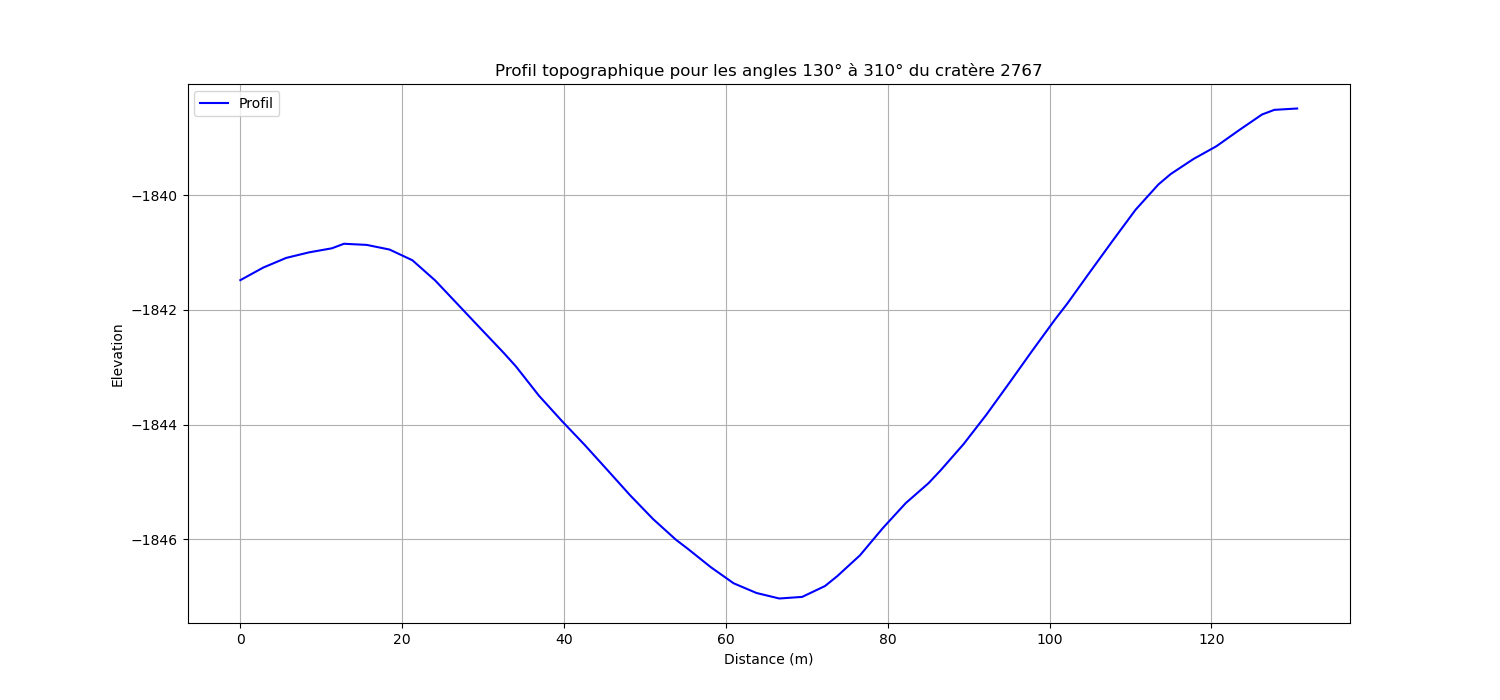 Profil topographique pour les angles 130° à 310° du cratère 2767
Profil
Elevation
−1840
−1842
−1844
−1846
0 20 40 60 80 100 120
Distance (m)